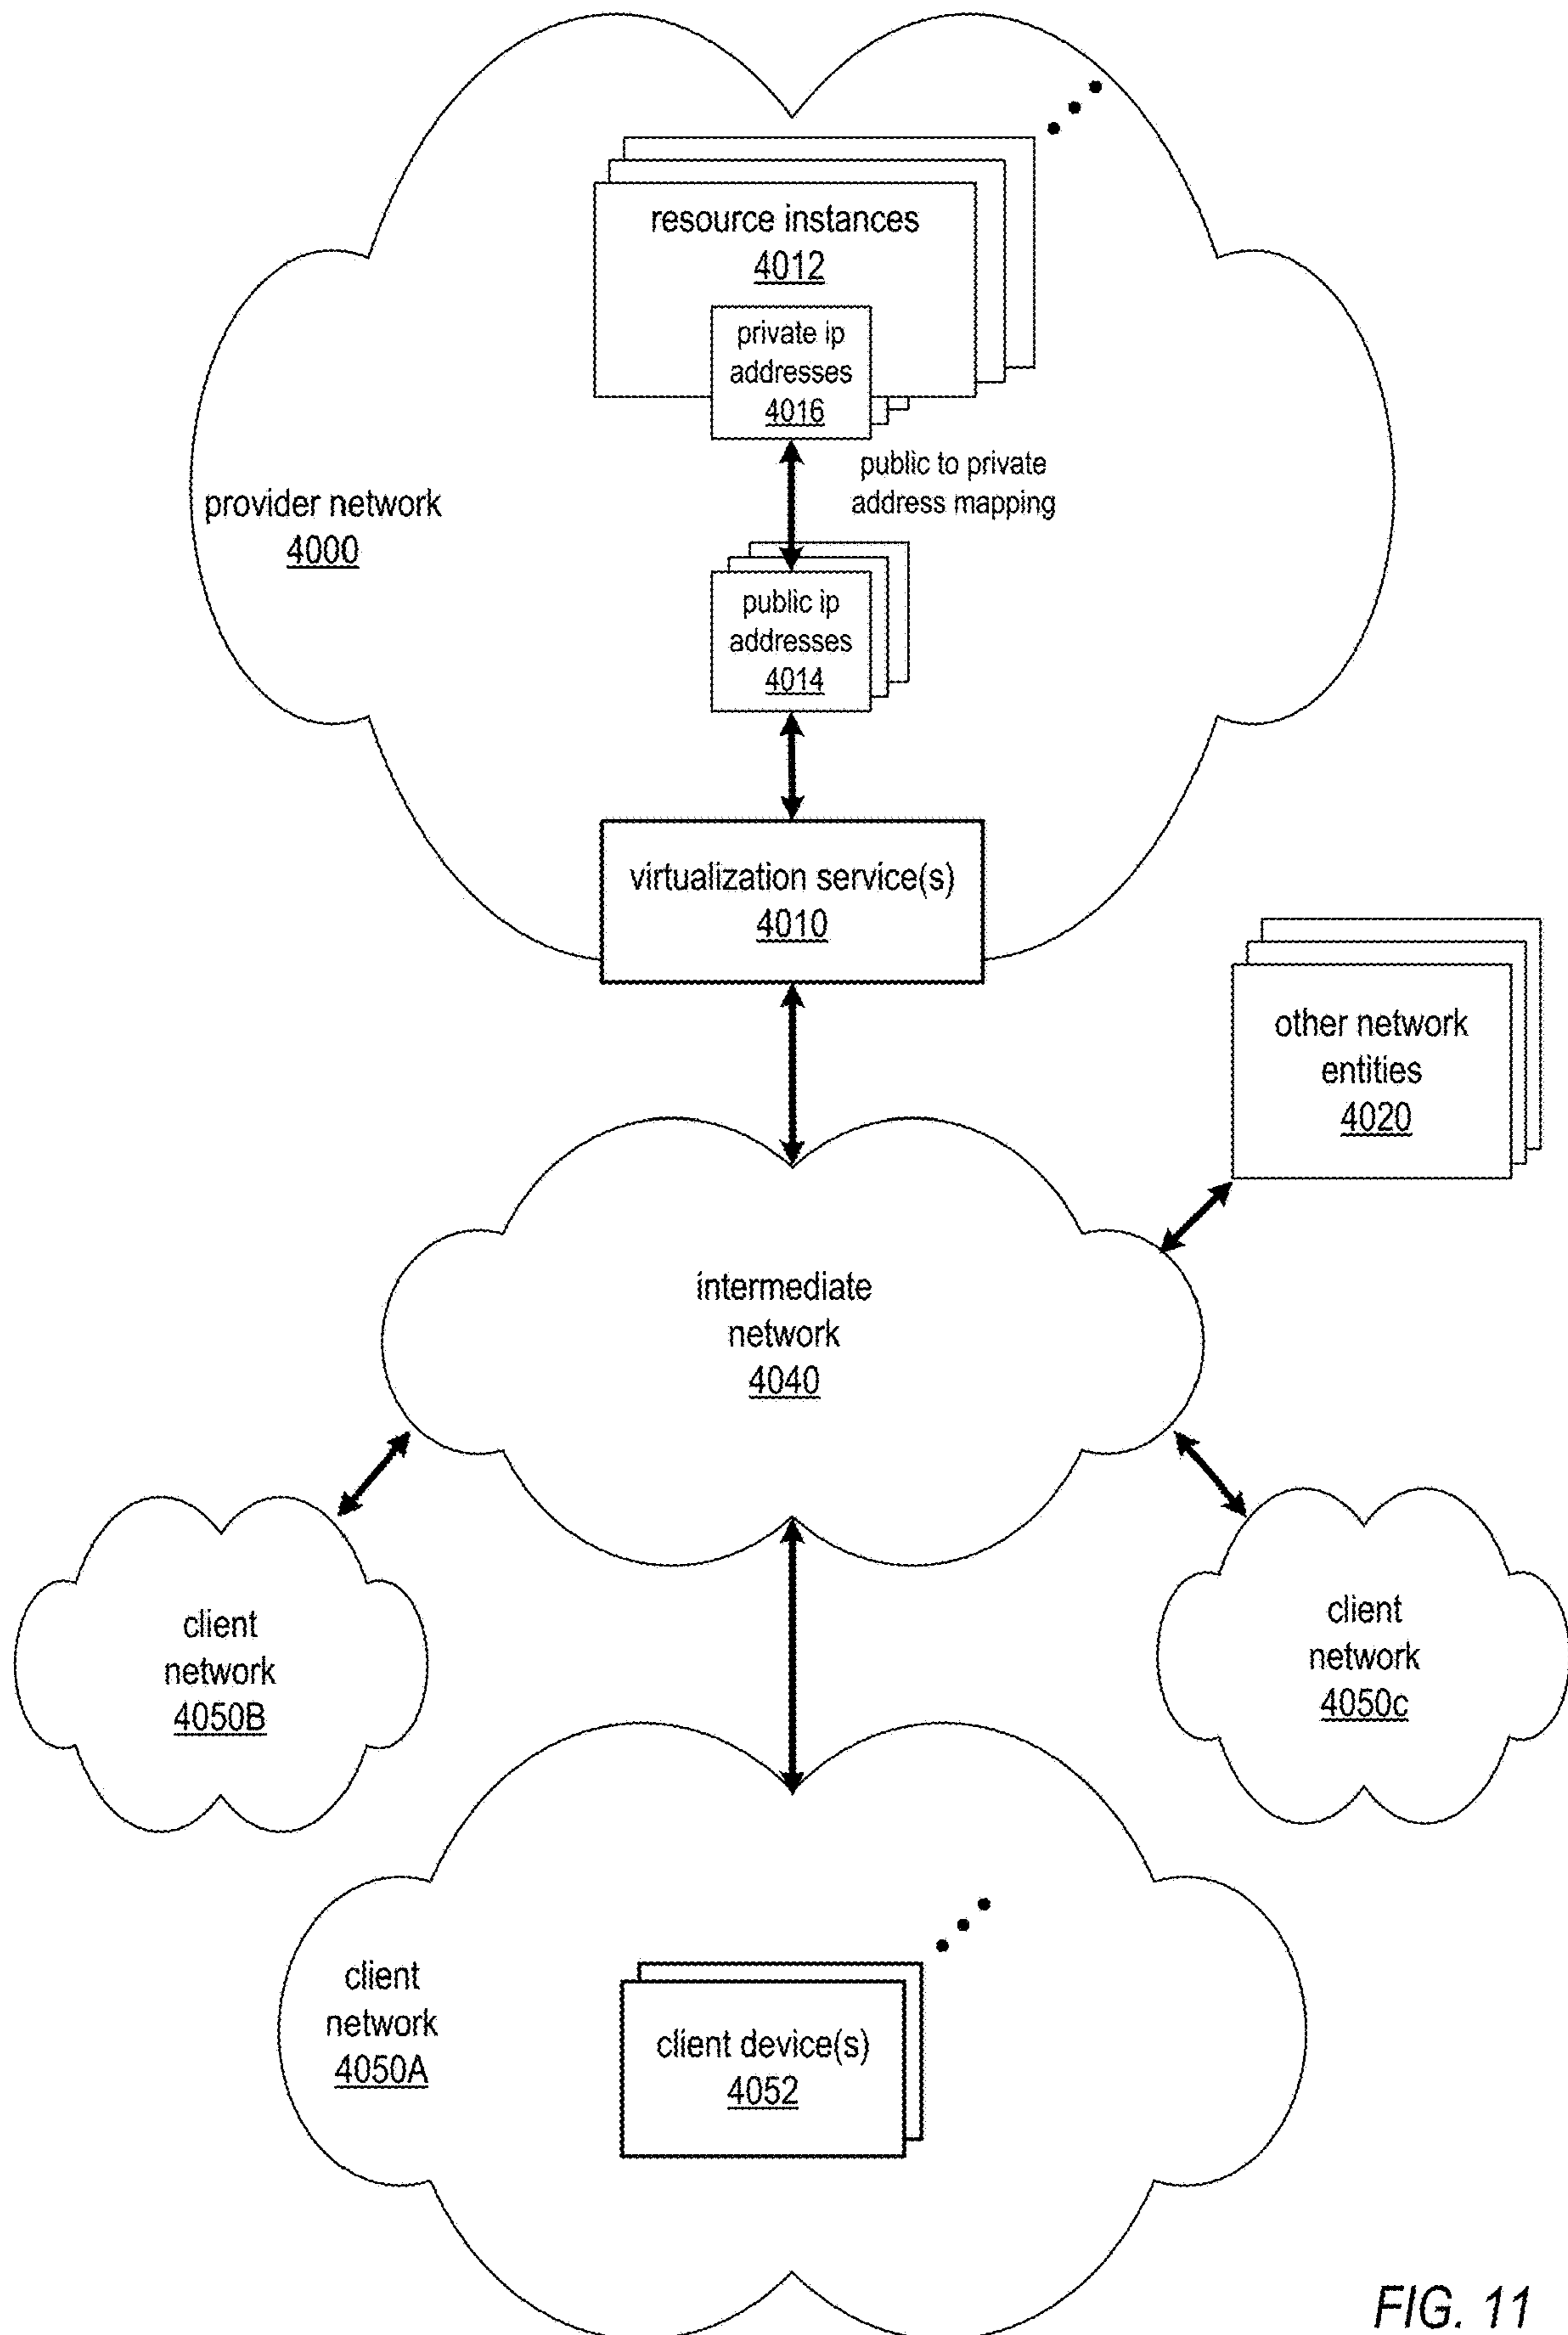 resource instances
4012
private ip
addresses
4016
public to private
address mapping
provider network
4000
public ip
addresses
4014
virtualization service(s)
4010
other network
entities
4020
intermediate
network
4040
client
network
4050B
client
network
4050c
client
network
4050A
client device(s)
4052
FIG. 11